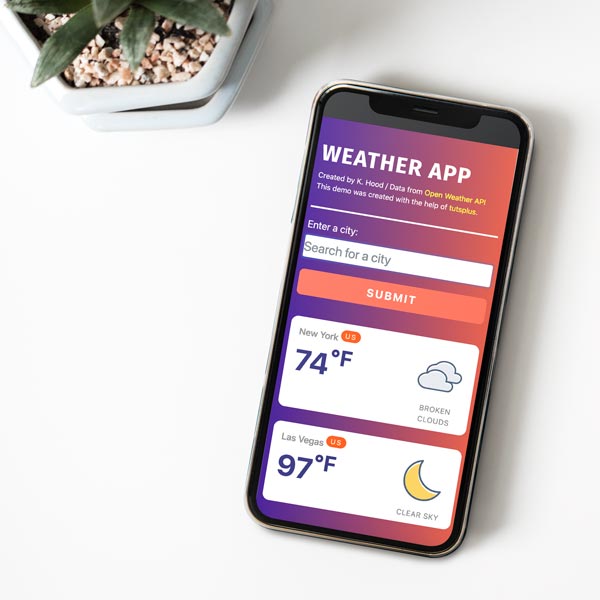 WEATHER APP
Created by K. Hood / Data from Open Weather API
This demo was created with the help of tutsplus.
Enter a city:
Search for a city
SUBMIT
New York US
74°F
BROKEN
CLOUDS
Las Vegas US
97°F
CLEAR SKY